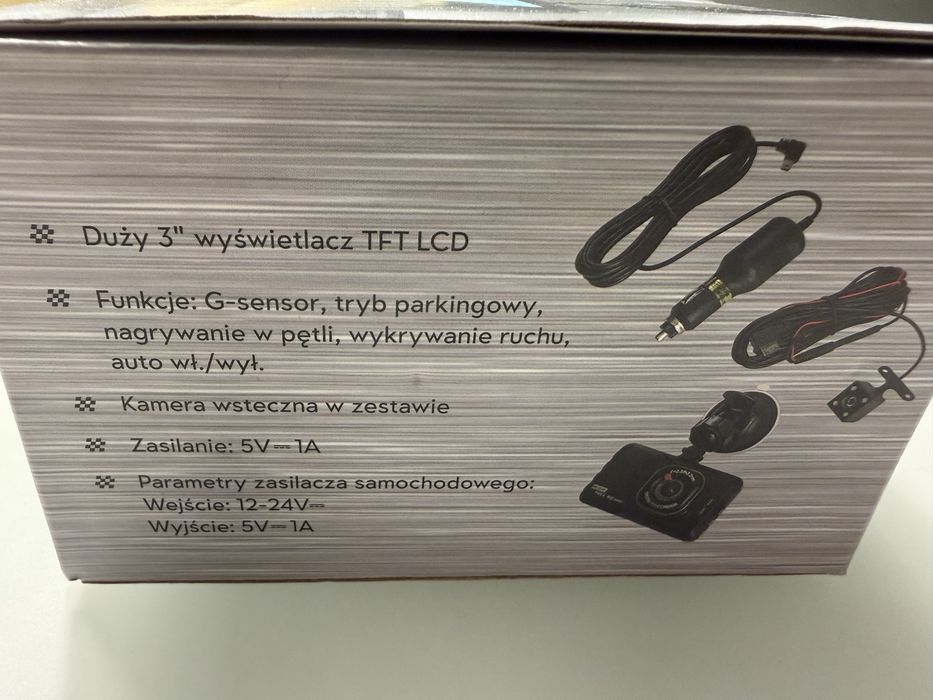 Duży 3" wyświetlacz TFT LCD
Funkcje: G-sensor, tryb parkingowy,
nagrywanie w pętli, wykrywanie ruchu,
auto wł./wył.
Kamera wsteczna w zestawie
Zasilanie: 5V⎓1A
Parametry zasilacza samochodowego:
Wejście: 12-24V⎓
Wyjście: 5V⎓1A